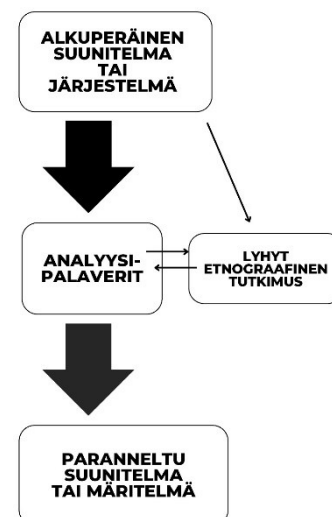 ALKUPERÄINEN
SUUNITELMA
TAI
JÄRJESTELMÄ
ANALYYSI-
PALAVERIT
LYHYT
ETNOGRAAFINEN
TUTKIMUS
PARANNELTU
SUUNITELMA
TAI MÄRITELMÄ